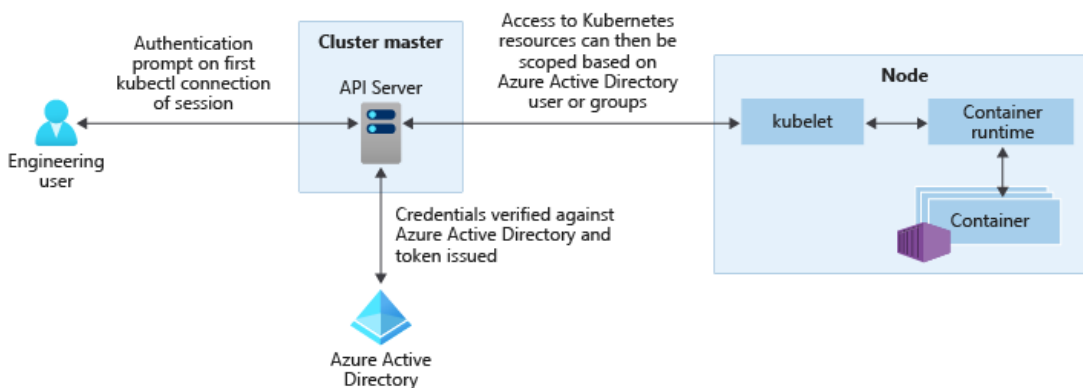 Authentication
prompt on first
kubectl connection
of session
Engineering
user
Cluster master
API Server
Credentials verified against
Azure Active Directory and
token issued
Azure Active
Directory
Access to Kubernetes
resources can then be
scoped based on
Azure Active Directory
user or groups
Node
kubelet
Container
runtime
Container